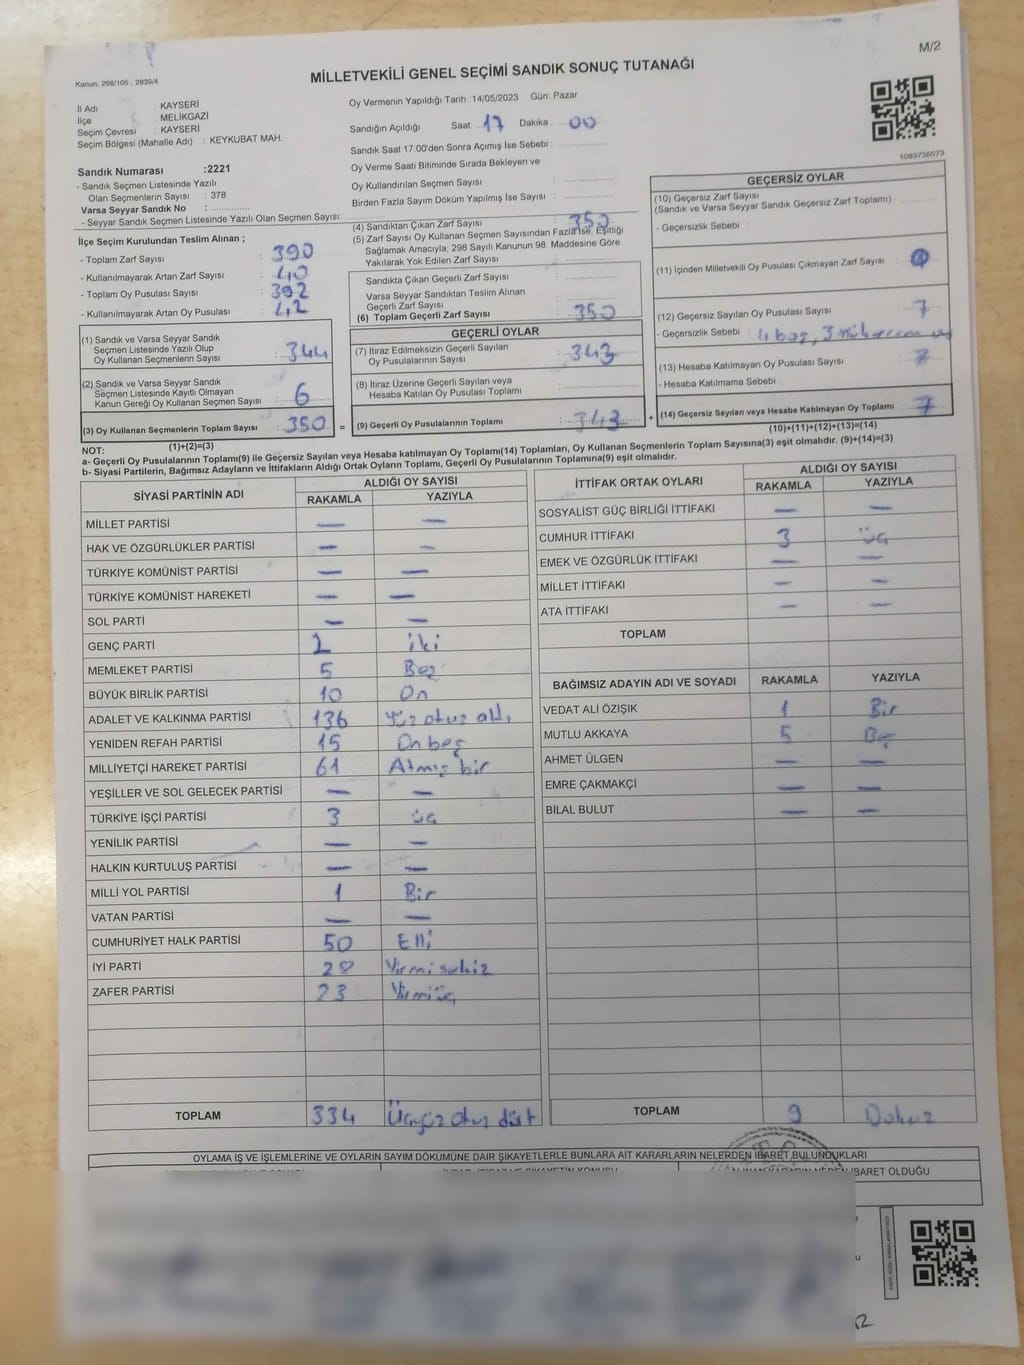 M/2
Kanun: 298/105 , 2839/4
MİLLETVEKİLİ GENEL SEÇİMİ SANDIK SONUÇ TUTANAĞI
İl Adı : KAYSERİ
İlçe : MELİKGAZİ
Seçim Çevresi : KAYSERİ
Seçim Bölgesi (Mahalle Adı) : KEYKUBAT MAH.
Sandık Numarası :2221
- Sandık Seçmen Listesinde Yazılı
Olan Seçmenlerin Sayısı : 378
Varsa Seyyar Sandık No :
- Seyyar Sandık Seçmen Listesinde Yazılı Olan Seçmen Sayısı:
Oy Vermenin Yapıldığı Tarih :14/05/2023 Gün: Pazar
Sandığın Açıldığı Saat: 17 Dakika : 00
Sandık Saat 17:00'den Sonra Açımış İse Sebebi :
Oy Verme Saati Bitiminde Sırada Bekleyen ve
Oy Kullandırılan Seçmen Sayısı :
Birden Fazla Sayım Döküm Yapılmış İse Sayısı :
1083736073
İlçe Seçim Kurulundan Teslim Alınan ;
- Toplam Zarf Sayısı : 390
- Kullanılmayarak Artan Zarf Sayısı : 40
- Toplam Oy Pusulası Sayısı : 392
- Kullanılmayarak Artan Oy Pusulası : 42
(1) Sandık ve Varsa Seyyar Sandık
Seçmen Listesinde Yazılı Olup
Oy Kullanan Seçmenlerin Sayısı : 344
(2) Sandık ve Varsa Seyyar Sandık
Seçmen Listesinde Kayıtlı Olmayan
Kanun Gereği Oy Kullanan Seçmen Sayısı : 6
(3) Oy Kullanan Seçmenlerin Toplam Sayısı : 350 =
(1)+(2)=(3)
(4) Sandıktan Çıkan Zarf Sayısı : 350
(5) Zarf Sayısı Oy Kullanan Seçmen Sayısından Fazla İse, Eşitliği
Sağlamak Amacıyla; 298 Sayılı Kanunun 98. Maddesine Göre
Yakılarak Yok Edilen Zarf Sayısı :
Sandıkta Çıkan Geçerli Zarf Sayısı :
Varsa Seyyar Sandıktan Teslim Alınan
Geçerli Zarf Sayısı :
(6) Toplam Geçerli Zarf Sayısı : 350
GEÇERLİ OYLAR
(7) İtiraz Edilmeksizin Geçerli Sayılan
Oy Pusulalarının Sayısı : 343
(8) İtiraz Üzerine Geçerli Sayılan veya
Hesaba Katılan Oy Pusulası Toplamı :
(9) Geçerli Oy Pusulalarının Toplamı : 343 +
GEÇERSİZ OYLAR
(10) Geçersiz Zarf Sayısı
(Sandık ve Varsa Seyyar Sandık Geçersiz Zarf Toplamı) :
- Geçersizlik Sebebi :
(11) İçinden Milletvekili Oy Pusulası Çıkmayan Zarf Sayısı :
(12) Geçersiz Sayılan Oy Pusulası Sayısı : 7
- Geçersizlik Sebebi : 4 boş, 3
(13) Hesaba Katılmayan Oy Pusulası Sayısı :
- Hesaba Katılmama Sebebi :
(14) Geçersiz Sayılan veya Hesaba Katılmayan Oy Toplamı : 7
(10)+(11)+(12)+(13)=(14)
NOT:
a- Geçerli Oy Pusulalarının Toplamı(9) ile Geçersiz Sayılan veya Hesaba katılmayan Oy Toplamı(14) Toplamları, Oy Kullanan Seçmenlerin Toplam Sayısına(3) eşit olmalıdır. (9)+(14)=(3)
b- Siyasi Partilerin, Bağımsız Adayların ve İttifakların Aldığı Ortak Oyların Toplamı, Geçerli Oy Pusulalarının Toplamına(9) eşit olmalıdır.
SİYASİ PARTİNİN ADI ALDIĞI OY SAYISI
RAKAMLA YAZIYLA
MİLLET PARTİSİ — —
HAK VE ÖZGÜRLÜKLER PARTİSİ — —
TÜRKİYE KOMÜNİST PARTİSİ — —
TÜRKİYE KOMÜNİST HAREKETİ — —
SOL PARTİ — —
GENÇ PARTİ 2 iki
MEMLEKET PARTİSİ 5 Beş
BÜYÜK BİRLİK PARTİSİ 10 On
ADALET VE KALKINMA PARTİSİ 136 Yüz otuz altı
YENİDEN REFAH PARTİSİ 15 On beş
MİLLİYETÇİ HAREKET PARTİSİ 61 Atmış bir
YEŞİLLER VE SOL GELECEK PARTİSİ — —
TÜRKİYE İŞÇİ PARTİSİ 3 üç
YENİLİK PARTİSİ — —
HALKIN KURTULUŞ PARTİSİ — —
MİLLİ YOL PARTİSİ 1 Bir
VATAN PARTİSİ — —
CUMHURİYET HALK PARTİSİ 50 Elli
İYİ PARTİ 28 Yirmi sekiz
ZAFER PARTİSİ 23 Yirmi üç
TOPLAM 334 Üçyüz otuz dört
İTTİFAK ORTAK OYLARI ALDIĞI OY SAYISI
RAKAMLA YAZIYLA
SOSYALİST GÜÇ BİRLİĞİ İTTİFAKI — —
CUMHUR İTTİFAKI 3 üç
EMEK VE ÖZGÜRLÜK İTTİFAKI — —
MİLLET İTTİFAKI — —
ATA İTTİFAKI — —
TOPLAM
BAĞIMSIZ ADAYIN ADI VE SOYADI RAKAMLA YAZIYLA
VEDAT ALİ ÖZIŞIK 1 Bir
MUTLU AKKAYA 5 Beş
AHMET ÜLGEN — —
EMRE ÇAKMAKÇİ — —
BİLAL BULUT — —
TOPLAM 9 Dokuz
OYLAMA İŞ VE İŞLEMLERİNE VE OYLARIN SAYIM DÖKÜMÜNE DAİR ŞİKAYETLERLE BUNLARA AİT KARARLARIN NELERDEN İBARET BULUNDUKLARI
İBARET OLDUĞU